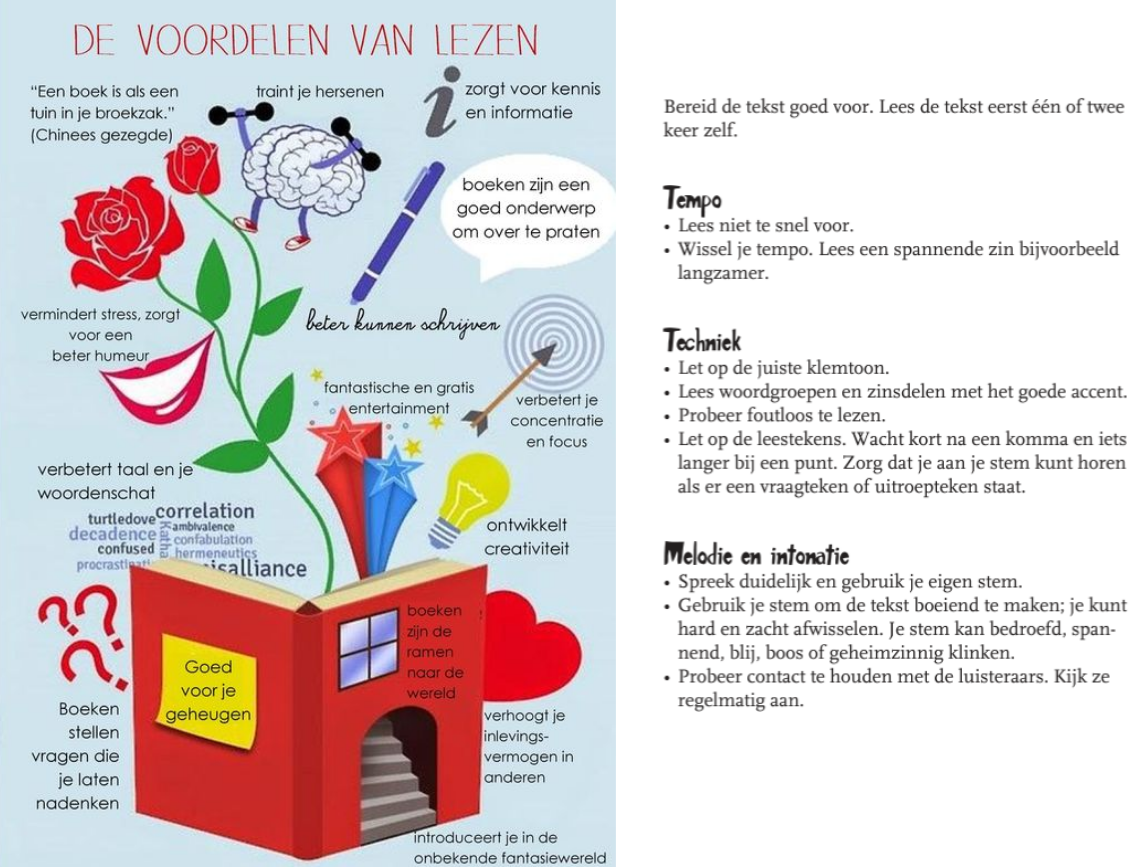 DE VOORDELEN VAN LEZEN
"Een boek is als een
tuin in je broekzak."
(Chinees gezegde)
traint je hersenen
zorgt voor kennis
en informatie
boeken zijn een
goed onderwerp
om over te praten
vermindert stress, zorgt
voor een
beter humeur
beter kunnen schrijven
fantastische en gratis
entertainment
verbetert je
concentratie
en focus
verbetert taal en je
woordenschat
correlation
turtledove
ambivalence
decadence
confabulation
confused
hermeneutics
ontwikkelt
creativiteit
boeken
zijn de
ramen
naar de
wereld
Goed
voor je
geheugen
Boeken
stellen
vragen die
je laten
nadenken
verhoogt je
inlevings-
vermogen in
anderen
introduceert je in de
onbekende fantasiewereld
Bereid de tekst goed voor. Lees de tekst eerst één of twee
keer zelf.
Tempo
• Lees niet te snel voor.
• Wissel je tempo. Lees een spannende zin bijvoorbeeld
langzamer.
Techniek
• Let op de juiste klemtoon.
• Lees woordgroepen en zinsdelen met het goede accent.
• Probeer foutloos te lezen.
• Let op de leestekens. Wacht kort na een komma en iets
langer bij een punt. Zorg dat je aan je stem kunt horen
als er een vraagteken of uitroepteken staat.
Melodie en intonatie
• Spreek duidelijk en gebruik je eigen stem.
• Gebruik je stem om de tekst boeiend te maken; je kunt
hard en zacht afwisselen. Je stem kan bedroefd, span-
nend, blij, boos of geheimzinnig klinken.
• Probeer contact te houden met de luisteraars. Kijk ze
regelmatig aan.